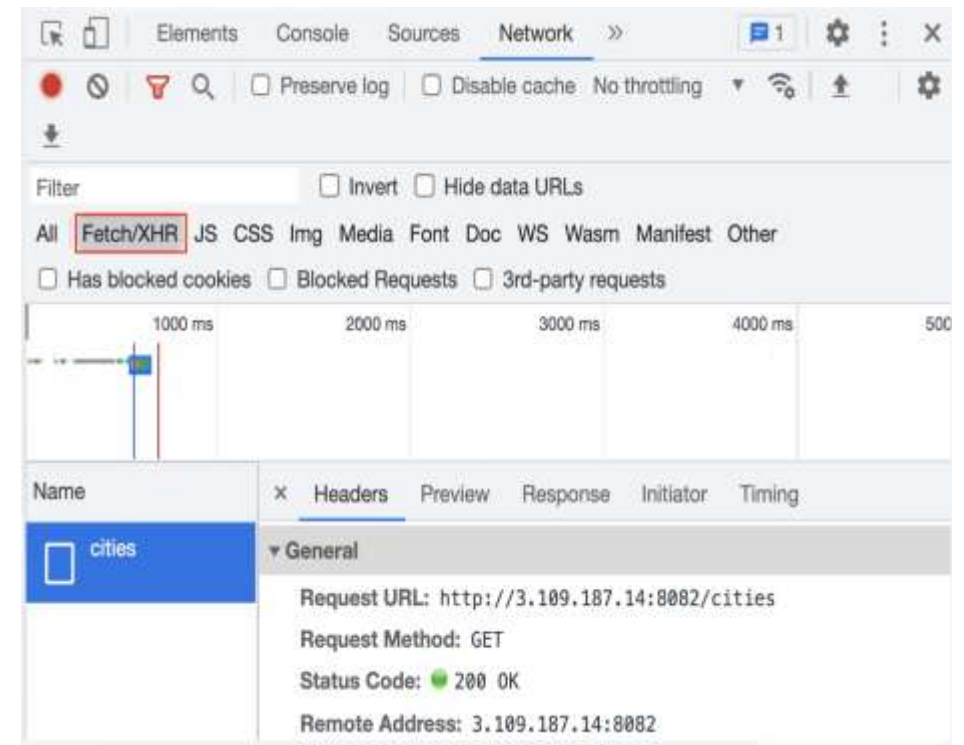 Elements Console Sources Network » 1
Preserve log Disable cache No throttling
Filter Invert Hide data URLs
All Fetch/XHR JS CSS Img Media Font Doc WS Wasm Manifest Other
Has blocked cookies Blocked Requests 3rd-party requests
1000 ms 2000 ms 3000 ms 4000 ms 500
Name × Headers Preview Response Initiator Timing
cities
General
Request URL: http://3.109.187.14:8082/cities
Request Method: GET
Status Code: 200 OK
Remote Address: 3.109.187.14:8082